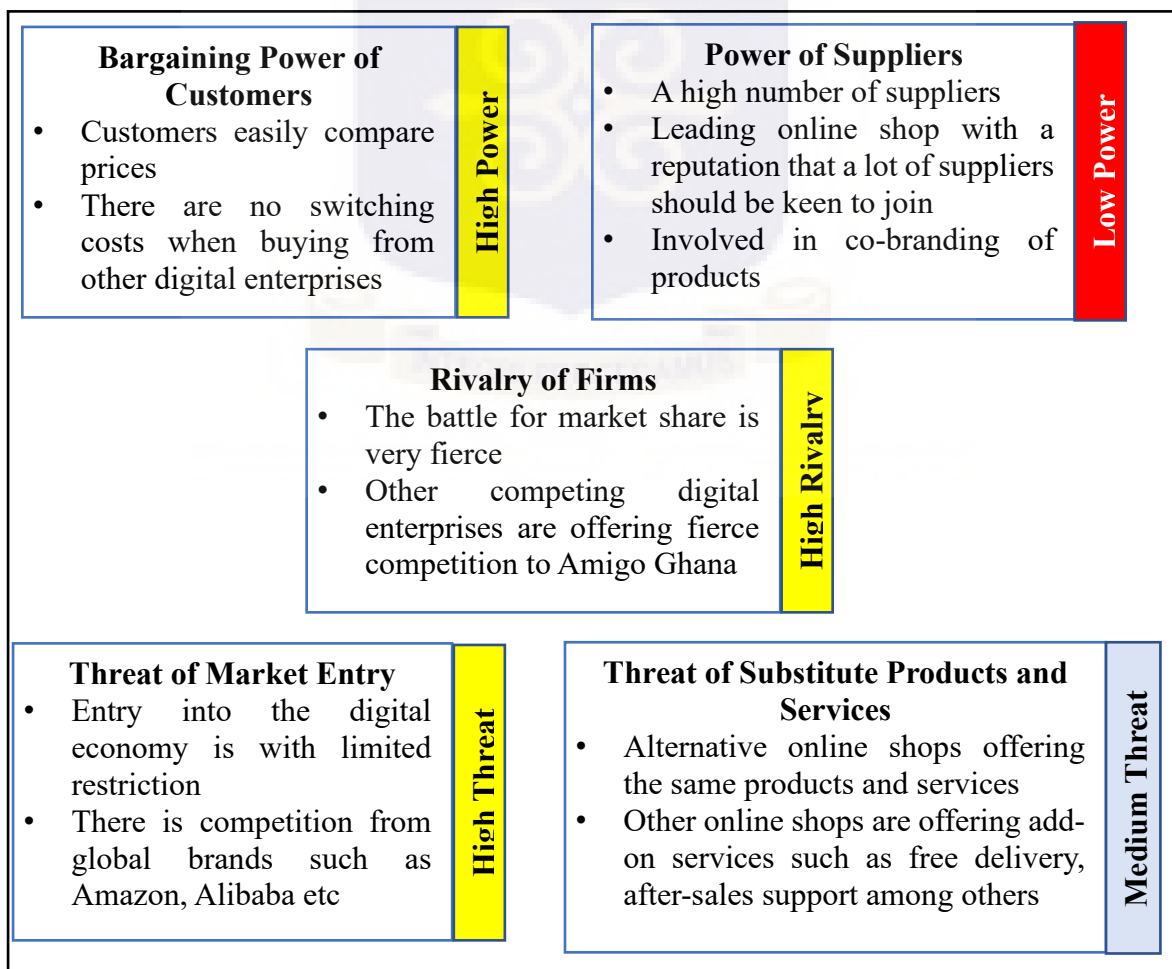 Bargaining Power of
Customers
• Customers easily compare
prices
• There are no switching
costs when buying from
other digital enterprises
High Power
Power of Suppliers
• A high number of suppliers
• Leading online shop with a
reputation that a lot of suppliers
should be keen to join
• Involved in co-branding of
products
Low Power
Rivalry of Firms
• The battle for market share is
very fierce
• Other competing digital
enterprises are offering fierce
competition to Amigo Ghana
High Rivalry
Threat of Market Entry
• Entry into the digital
economy is with limited
restriction
• There is competition from
global brands such as
Amazon, Alibaba etc
High Threat
Threat of Substitute Products and
Services
• Alternative online shops offering
the same products and services
• Other online shops are offering add-
on services such as free delivery,
after-sales support among others
Medium Threat